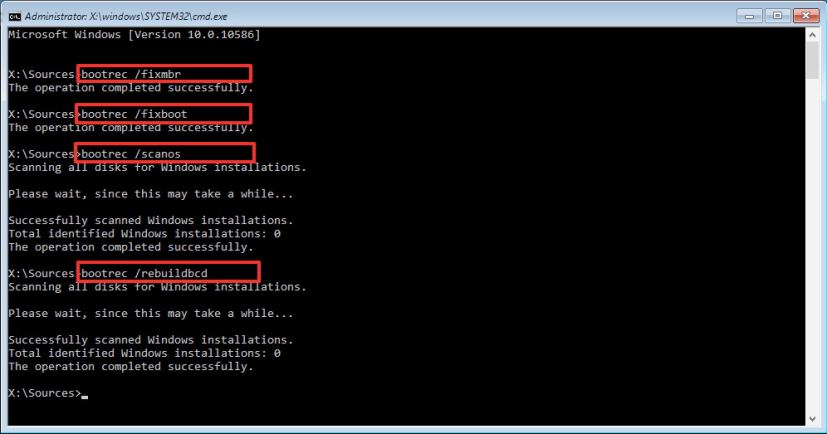 Administrator: X:\windows\SYSTEM32\cmd.exe
Microsoft Windows [Version 10.0.10586]
X:\Sources>bootrec /fixmbr
The operation completed successfully.
X:\Sources>bootrec /fixboot
The operation completed successfully.
X:\Sources>bootrec /scanos
Scanning all disks for Windows installations.
Please wait, since this may take a while...
Successfully scanned Windows installations.
Total identified Windows installations: 0
The operation completed successfully.
X:\Sources>bootrec /rebuildbcd
Scanning all disks for Windows installations.
Please wait, since this may take a while...
Successfully scanned Windows installations.
Total identified Windows installations: 0
The operation completed successfully.
X:\Sources>_